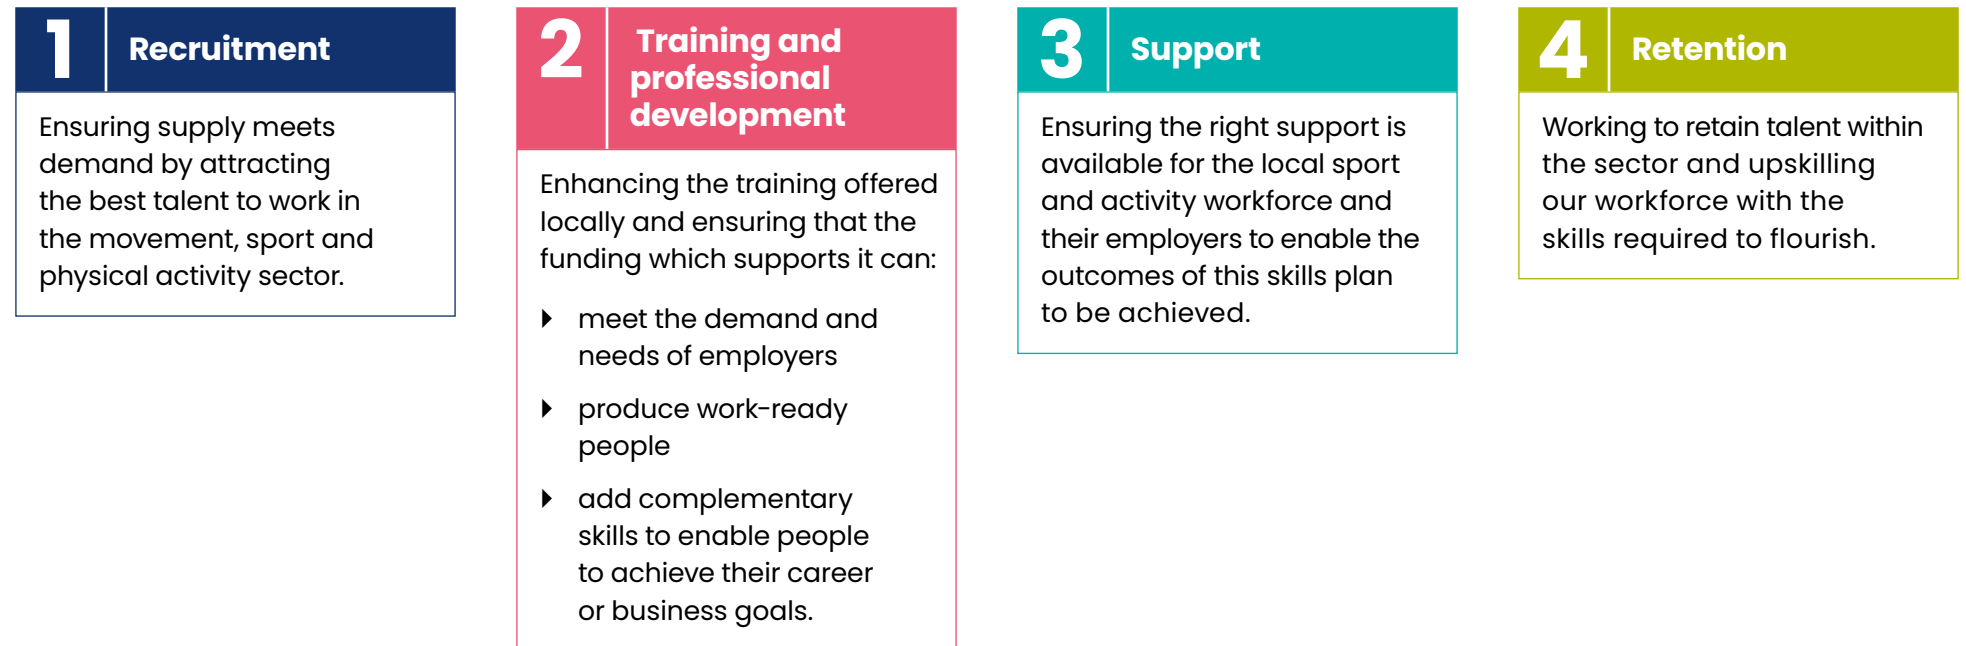 1
Recruitment
Ensuring supply meets
demand by attracting
the best talent to work in
the movement, sport and
physical activity sector.
2
Training and
professional
development
Enhancing the training offered
locally and ensuring that the
funding which supports it can:
meet the demand and
needs of employers
produce work-ready
people
add complementary
skills to enable people
to achieve their career
or business goals.
3
Support
Ensuring the right support is
available for the local sport
and activity workforce and
their employers to enable the
outcomes of this skills plan
to be achieved.
4
Retention
Working to retain talent within
the sector and upskilling
our workforce with the
skills required to flourish.